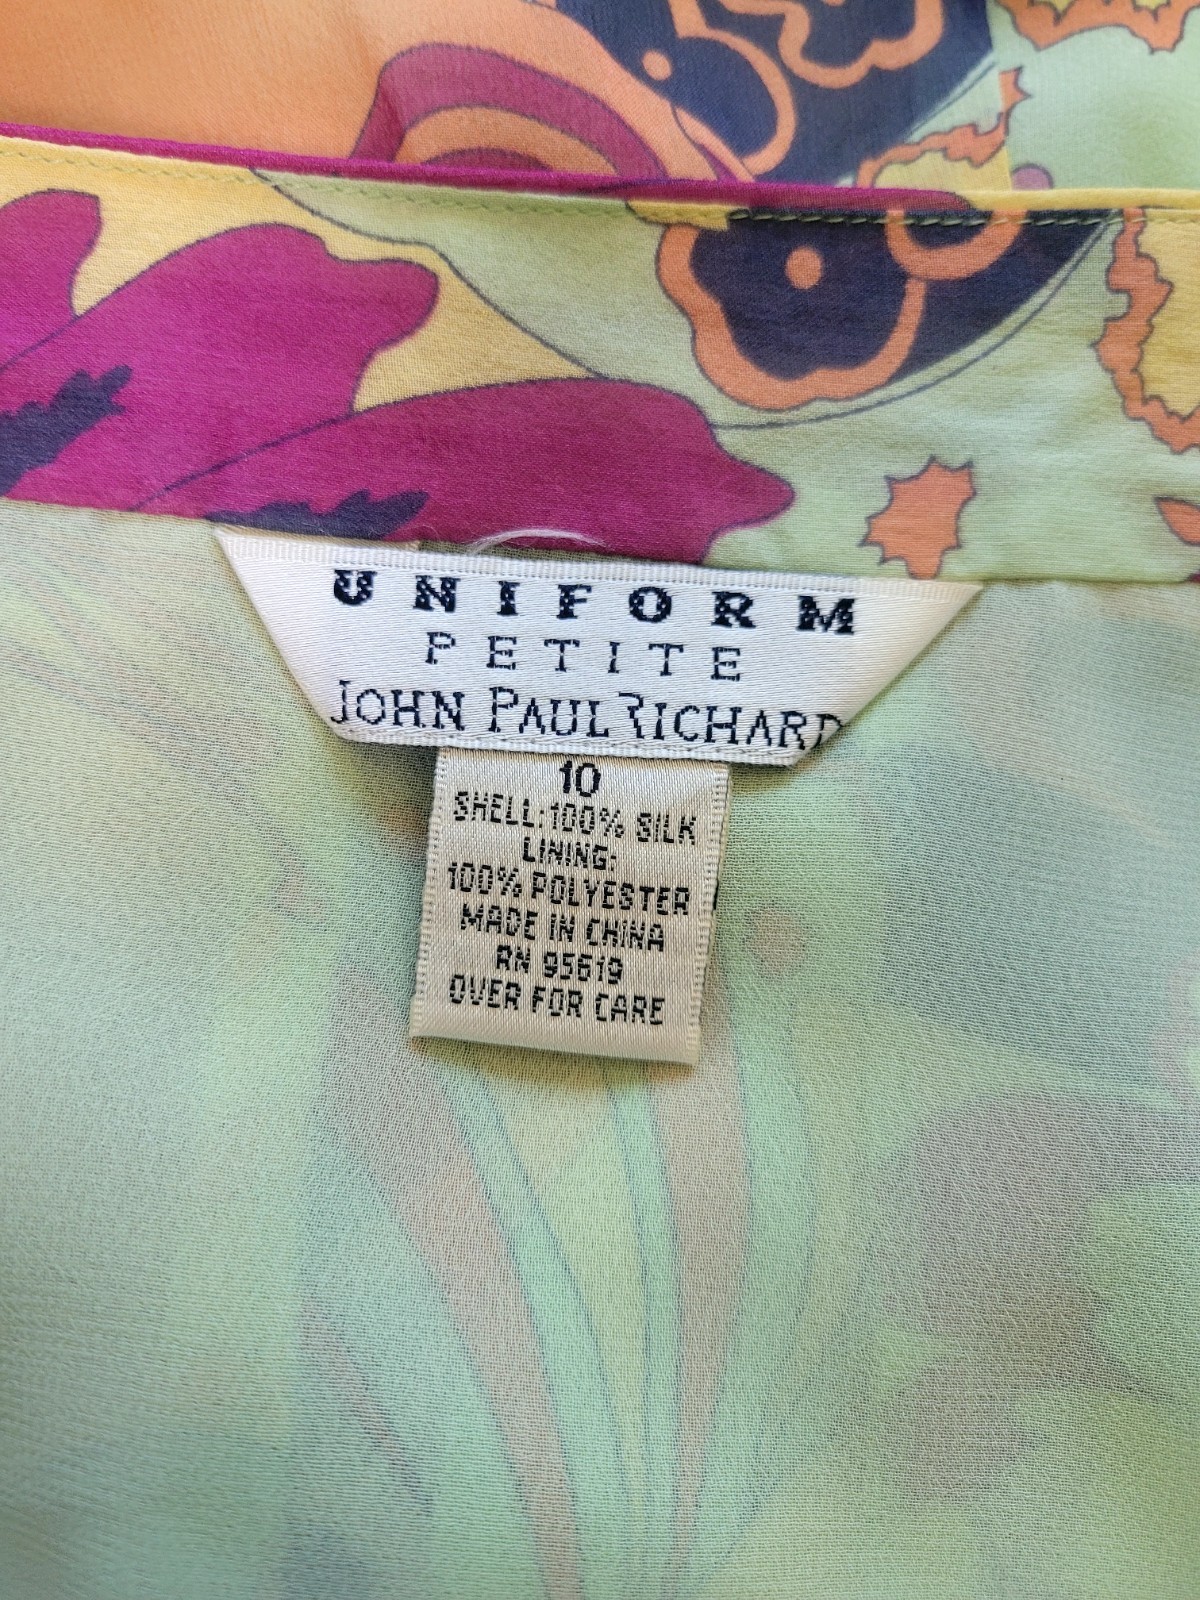 UNIFORM
PETITE
JOHN PAUL RICHARD
10
SHELL: 100% SILK
LINING:
100% POLYESTER
MADE IN CHINA
RN 95619
OVER FOR CARE